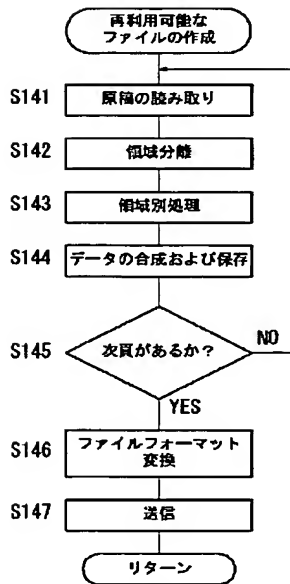 再利用可能な
ファイルの作成
S141 原稿の読み取り
S142 領域分離
S143 領域別処理
S144 データの合成および保存
S145 次頁があるか? NO
YES
S146 ファイルフォーマット
変換
S147 送信
リターン